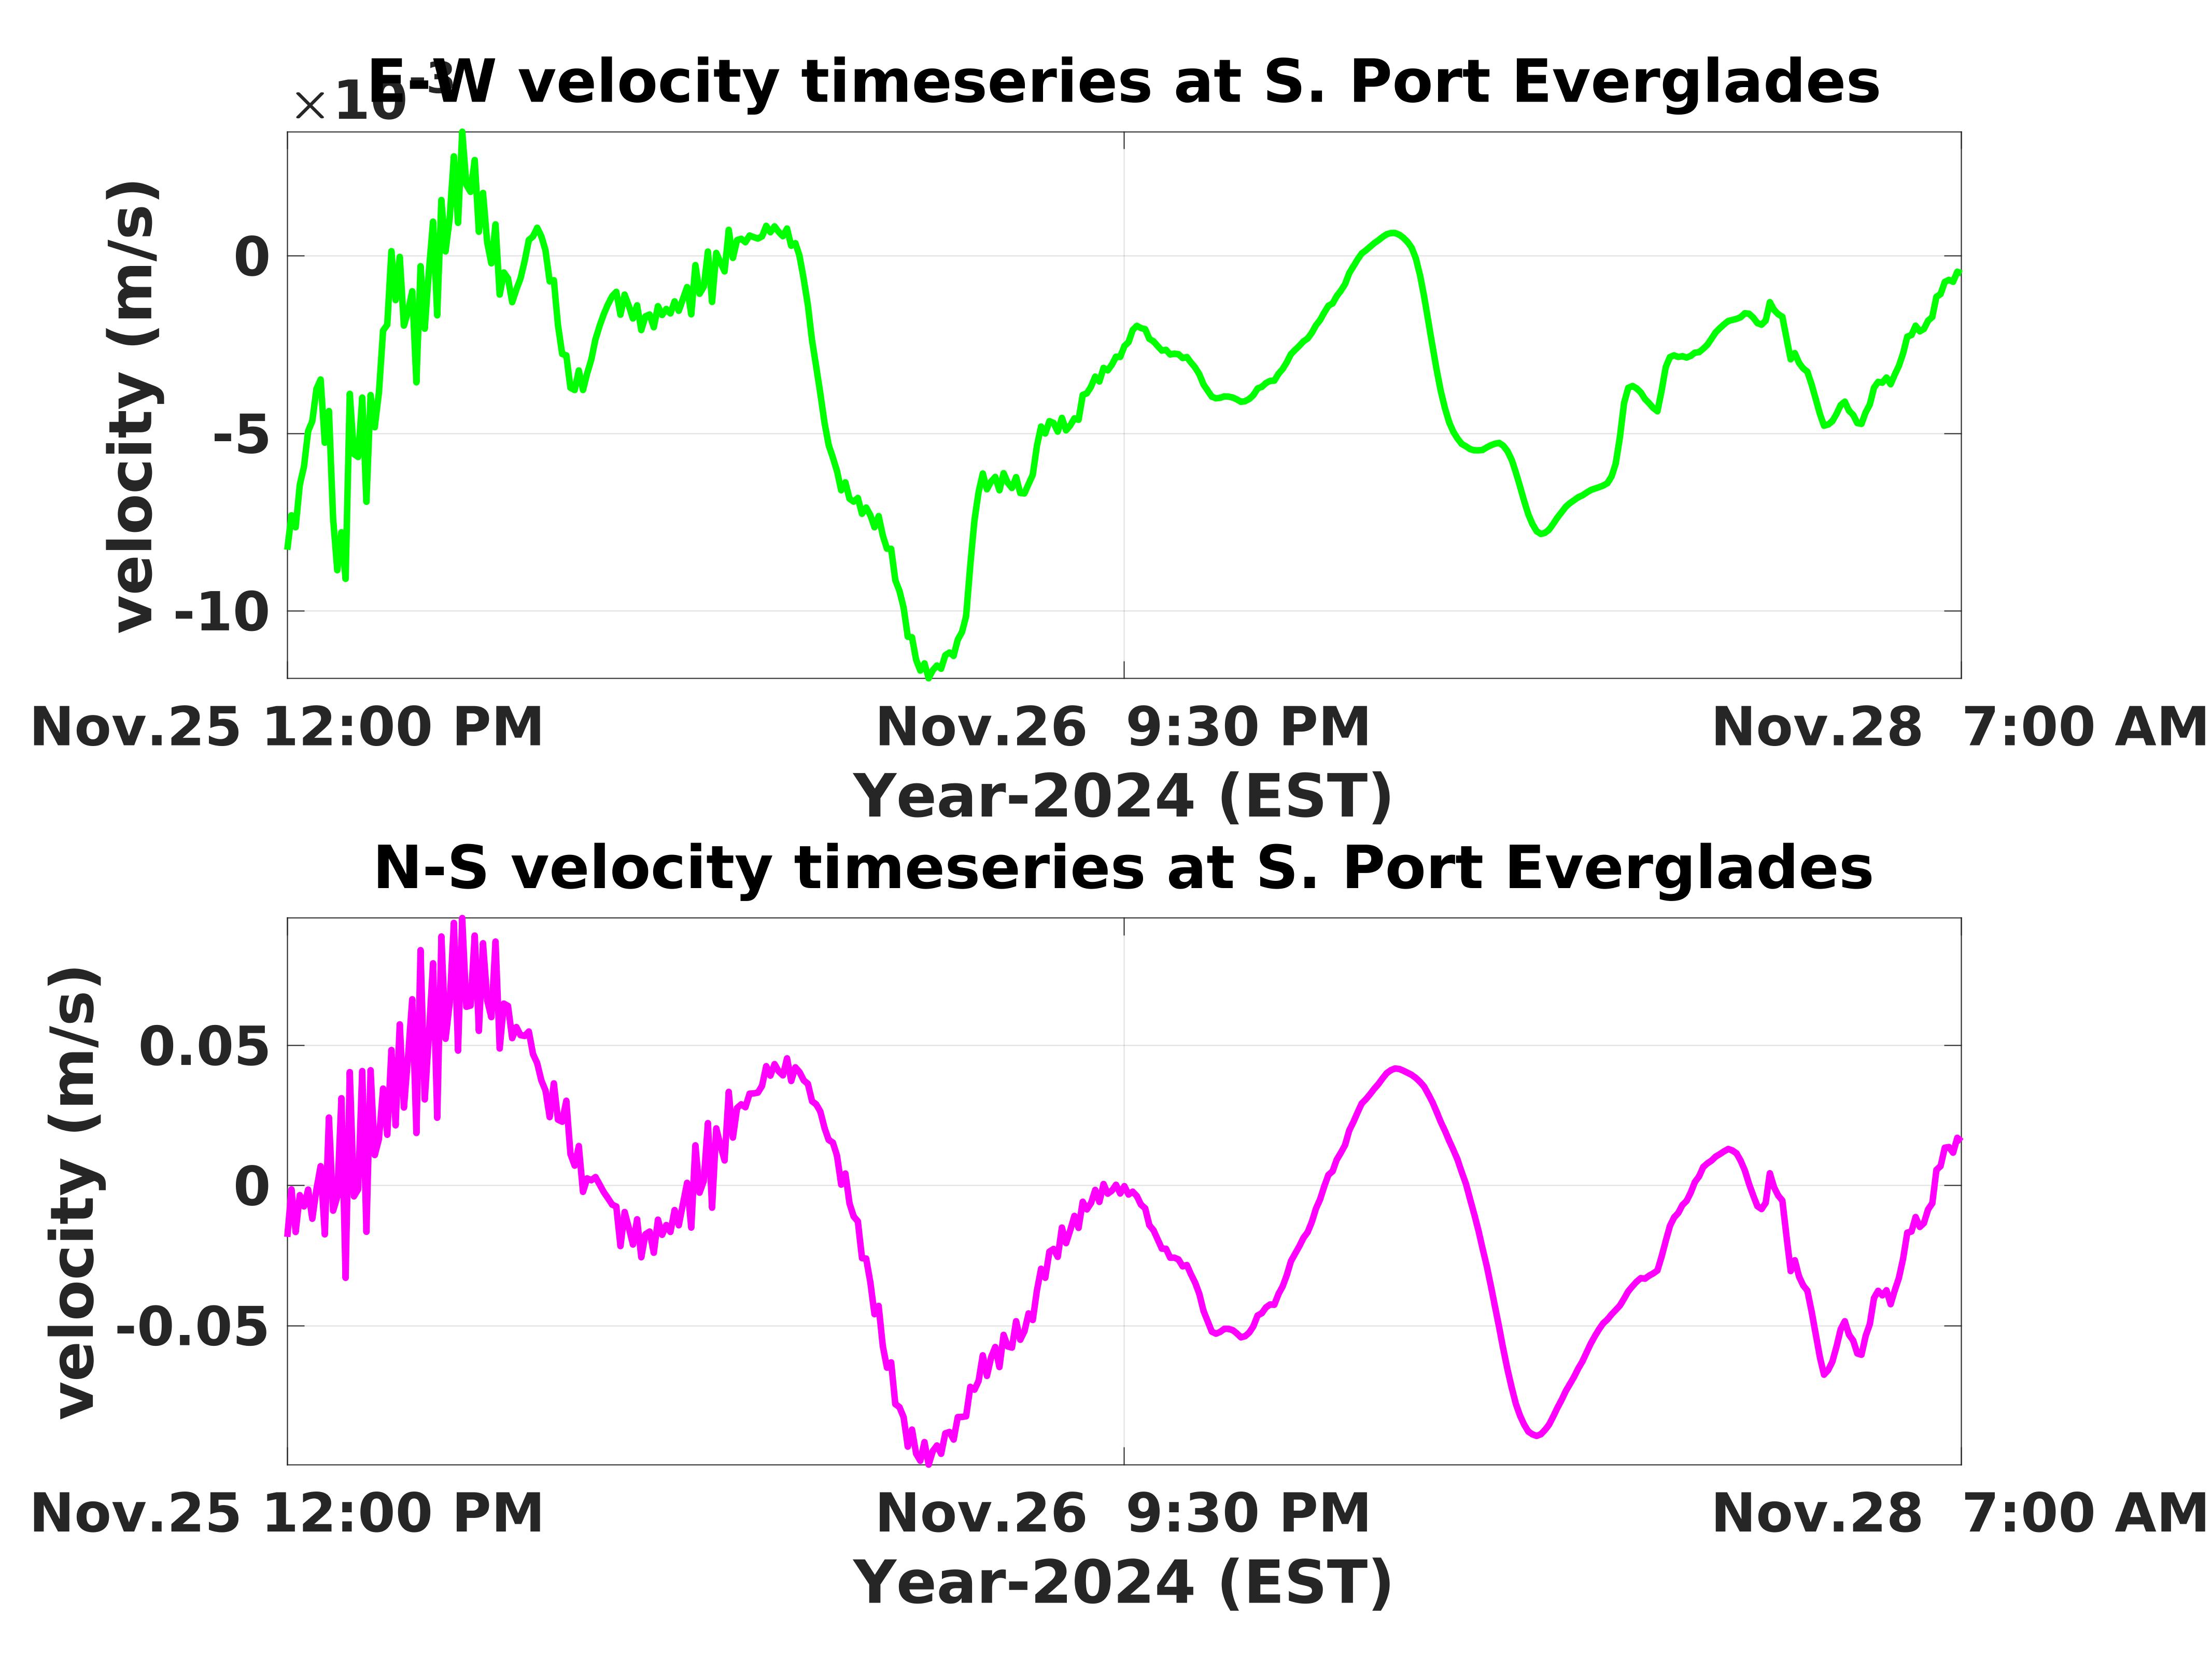 E-W velocity timeseries at S. Port Everglades
×10-3
velocity (m/s)
0
-5
-10
Nov.25 12:00 PM Nov.26 9:30 PM Nov.28 7:00 AM
Year-2024 (EST)
N-S velocity timeseries at S. Port Everglades
velocity (m/s)
0.05
0
-0.05
Nov.25 12:00 PM Nov.26 9:30 PM Nov.28 7:00 AM
Year-2024 (EST)